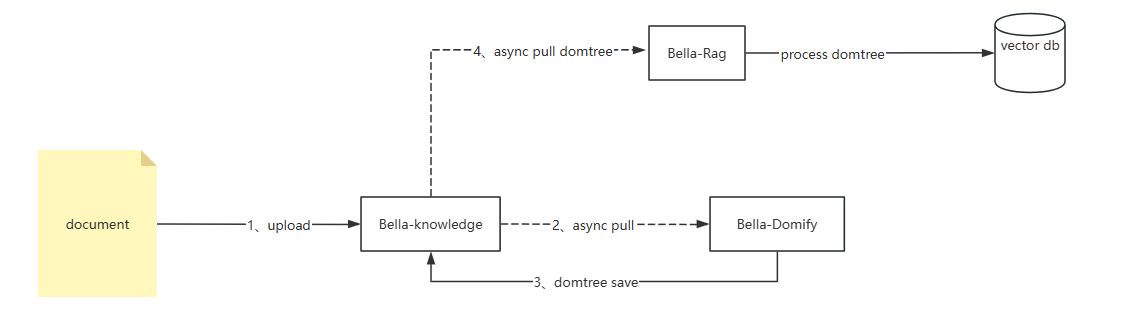 vector db
4、async pull domtree
Bella-Rag
process domtree
document
1、upload
Bella-knowledge
2、async pull
Bella-Domify
3、domtree save